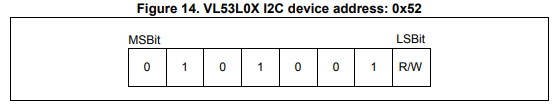 Figure 14. VL53L0X I2C device address: 0x52
MSBit LSBit
0 1 0 1 0 0 1 R/W